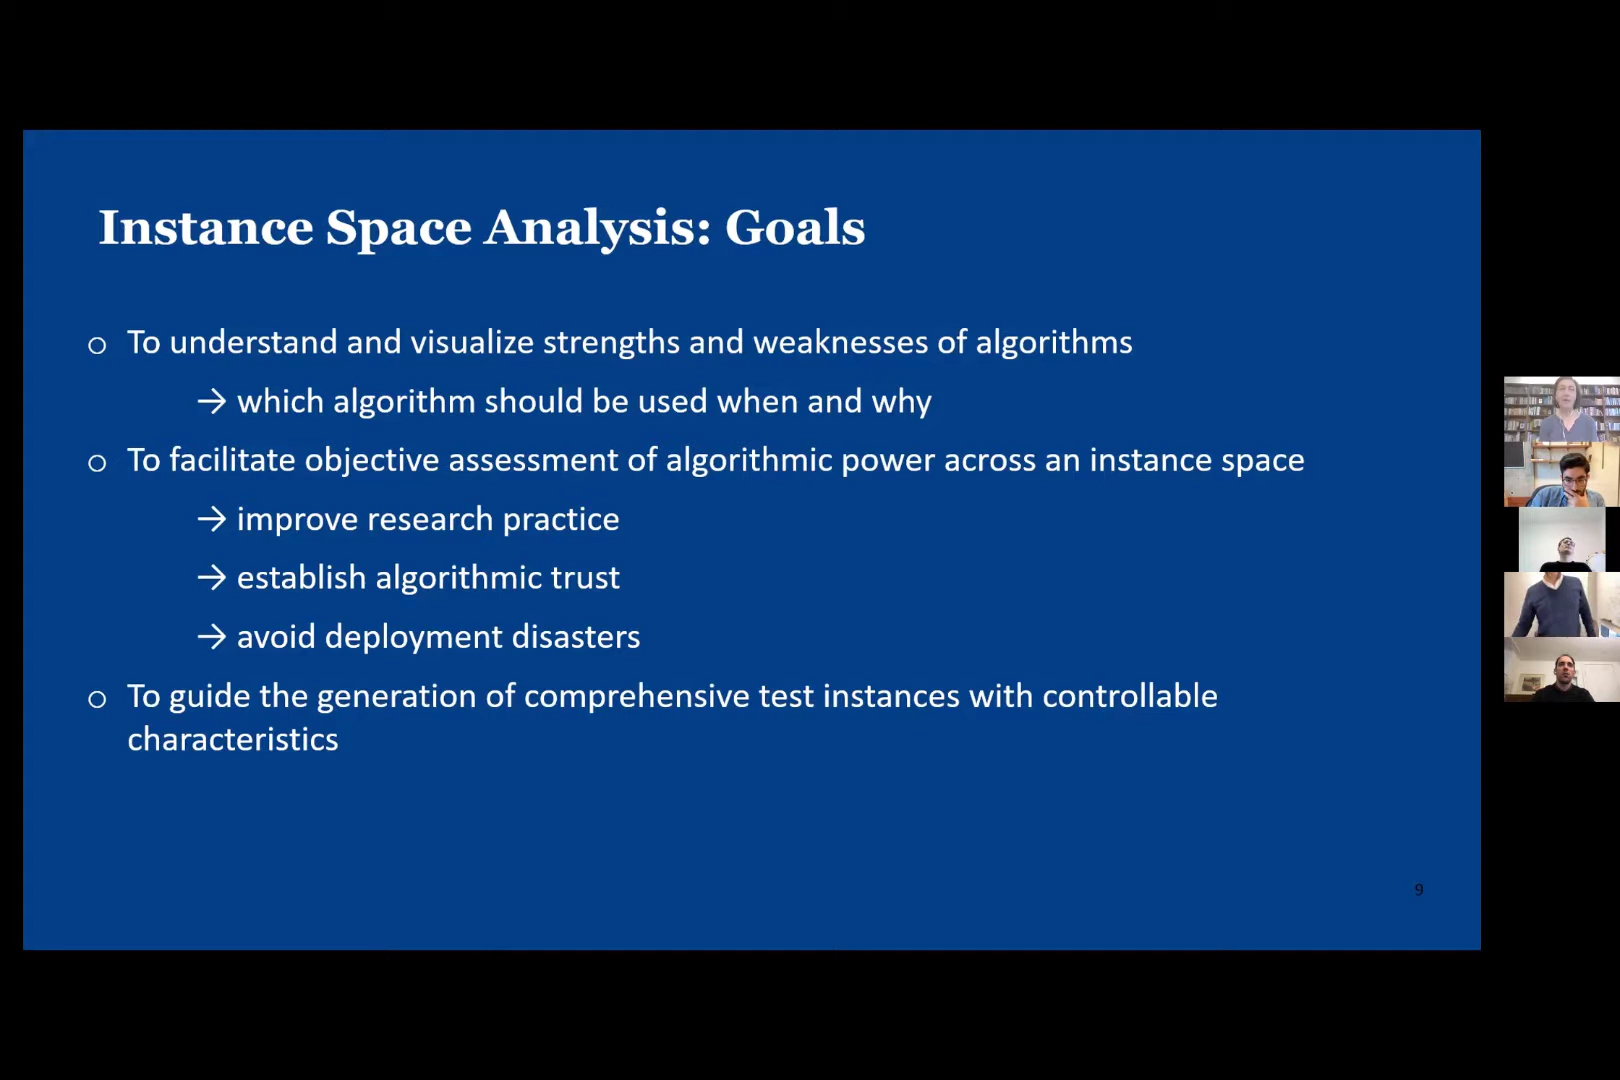 Instance Space Analysis: Goals
o To understand and visualize strengths and weaknesses of algorithms
→ which algorithm should be used when and why
o To facilitate objective assessment of algorithmic power across an instance space
→ improve research practice
→ establish algorithmic trust
→ avoid deployment disasters
o To guide the generation of comprehensive test instances with controllable
characteristics
9